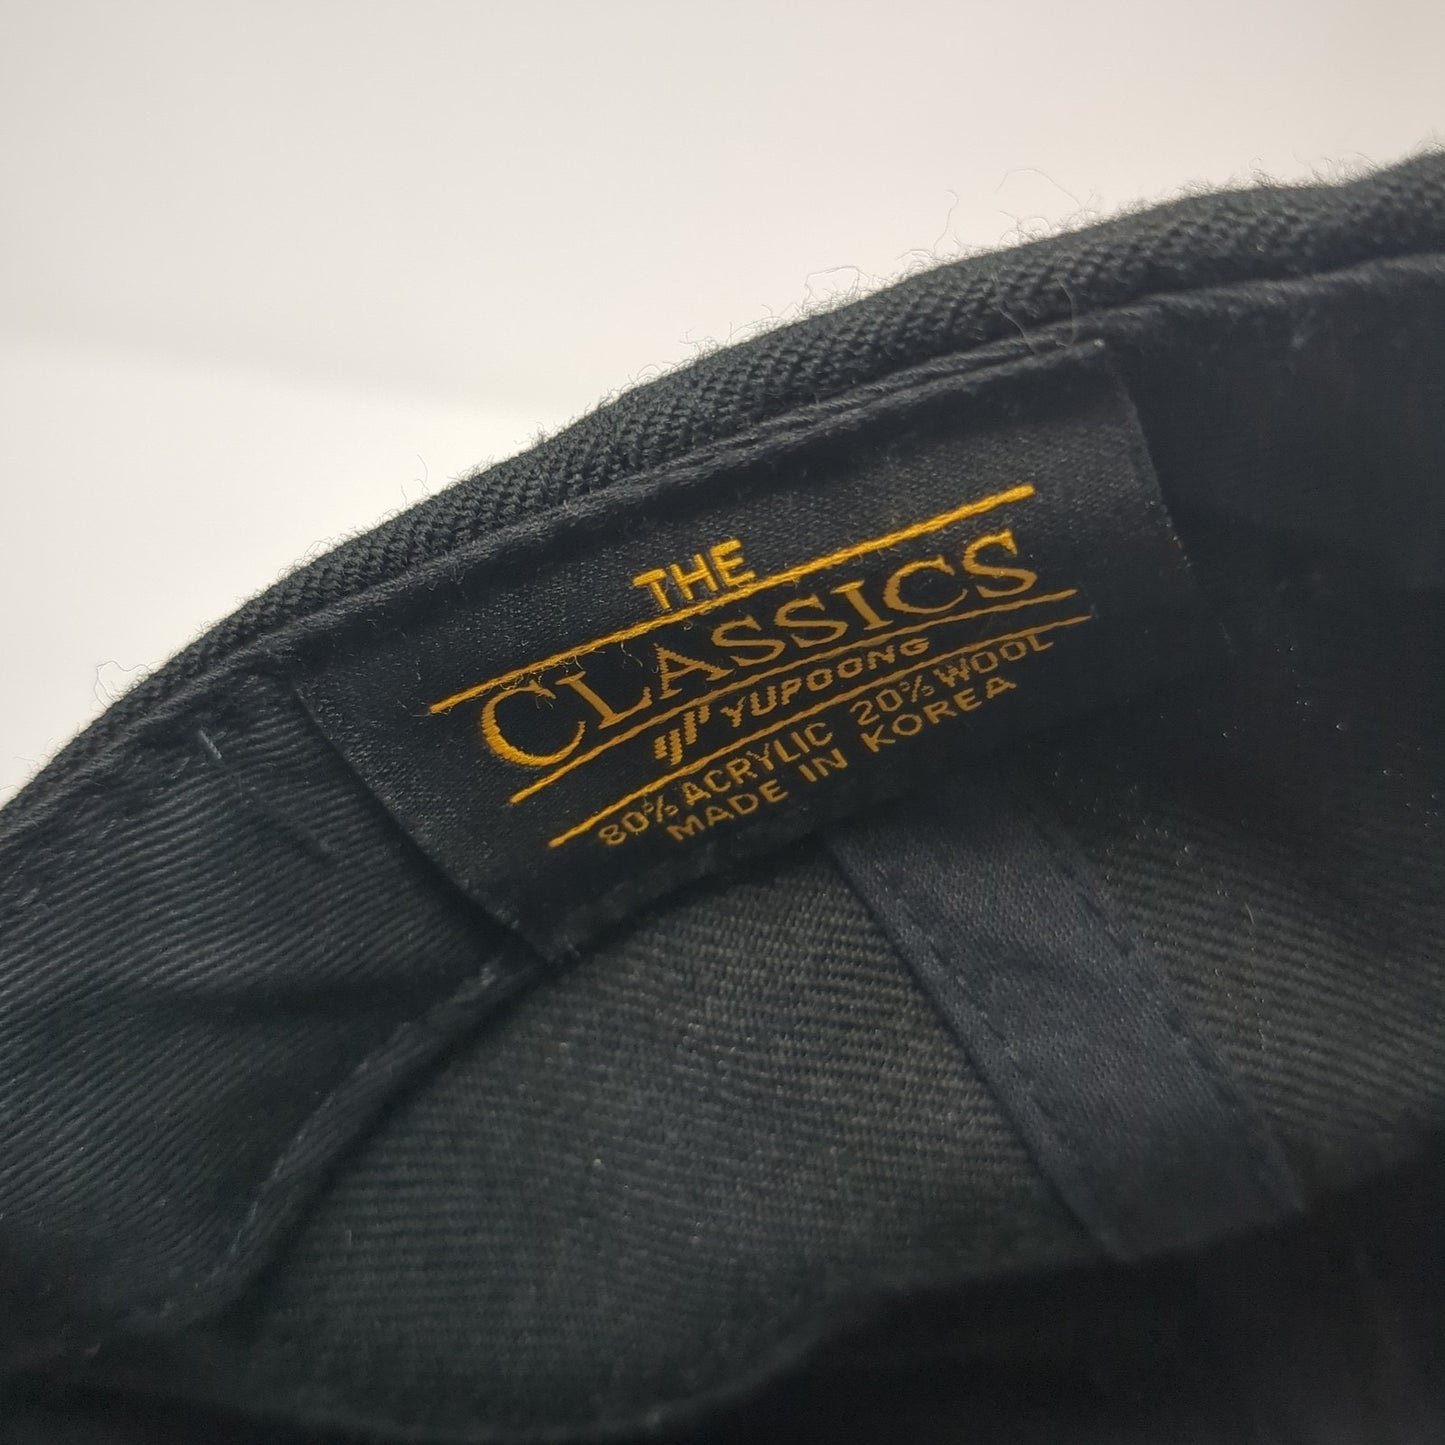 THE
CLASSICS
YUPOONG
80% ACRYLIC 20% WOOL
MADE IN KOREA